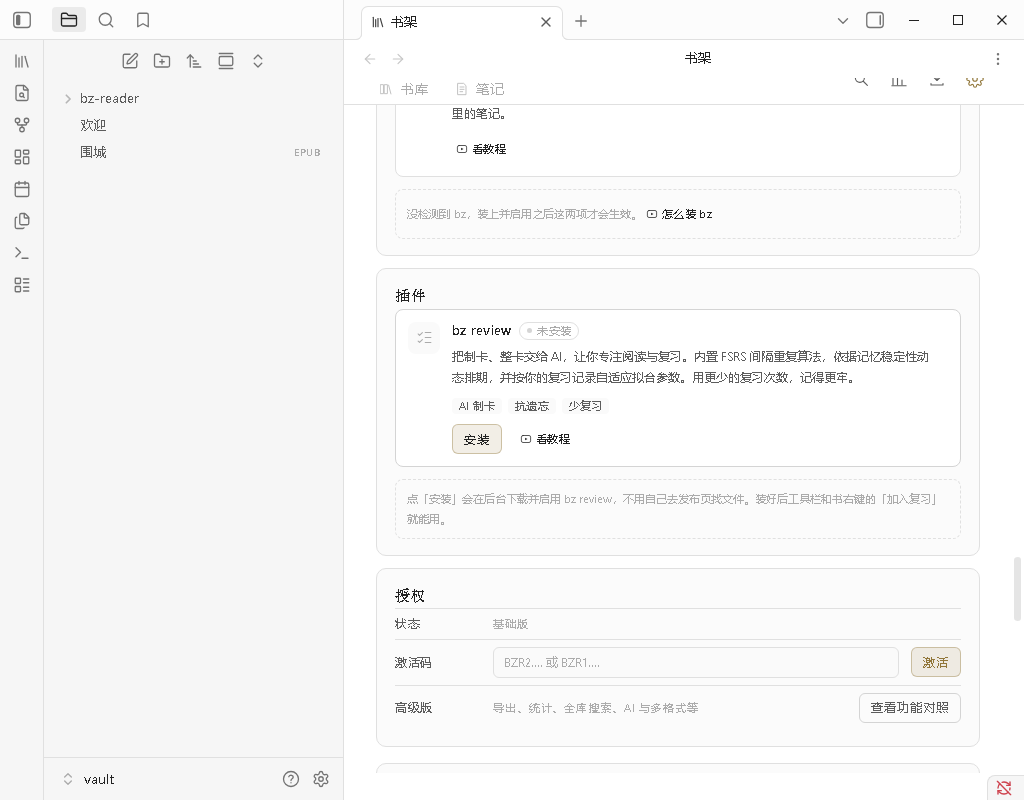 书架
书架
书库
笔记
bz-reader
欢迎
围城
EPUB
里的笔记。
看教程
没检测到 bz，装上并启用之后这两项才会生效。 怎么装 bz
插件
bz review 未安装
把制卡、整卡交给 AI，让你专注阅读与复习。内置 FSRS 间隔重复算法，依据记忆稳定性动
态排期，并按你的复习记录自适应拟合参数。用更少的复习次数，记得更牢。
AI 制卡 抗遗忘 少复习
安装 看教程
点「安装」会在后台下载并启用 bz review，不用自己去发布页找文件。装好后工具栏和书右键的「加入复习」
就能用。
授权
状态 基础版
激活码 BZR2.... 或 BZR1.... 激活
高级版 导出、统计、全库搜索、AI 与多格式等 查看功能对照
vault